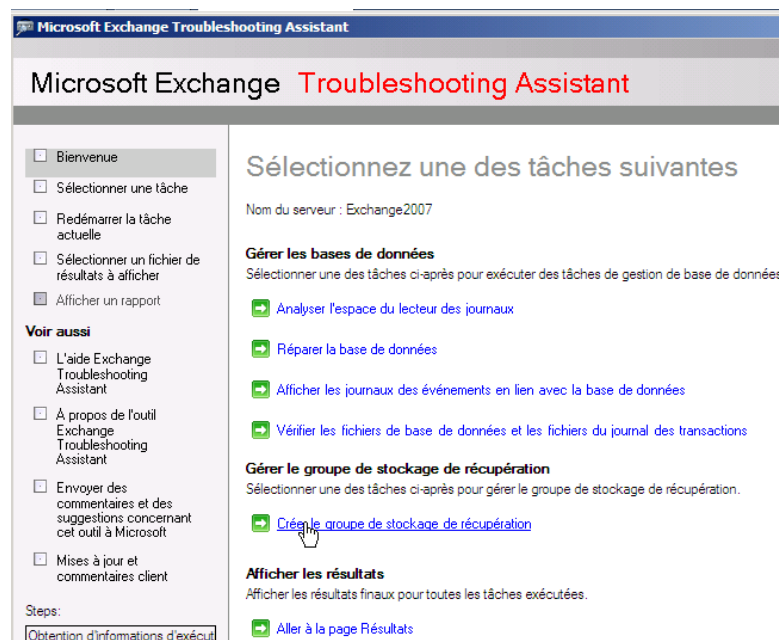 Microsoft Exchange Troubleshooting Assistant
Microsoft Exchange Troubleshooting Assistant
Bienvenue
Sélectionner une tâche
Redémarrer la tâche
actuelle
Sélectionner un fichier de
résultats à afficher
Afficher un rapport
Voir aussi
L'aide Exchange
Troubleshooting
Assistant
À propos de l'outil
Exchange
Troubleshooting
Assistant
Envoyer des
commentaires et des
suggestions concernant
cet outil à Microsoft
Mises à jour et
commentaires client
Steps:
Obtention d'informations d'exécut
Sélectionnez une des tâches suivantes
Nom du serveur : Exchange2007
Gérer les bases de données
Sélectionner une des tâches ci-après pour exécuter des tâches de gestion de base de données
Analyser l'espace du lecteur des journaux
Réparer la base de données
Afficher les journaux des événements en lien avec la base de données
Vérifier les fichiers de base de données et les fichiers du journal des transactions
Gérer le groupe de stockage de récupération
Sélectionner une des tâches ci-après pour gérer le groupe de stockage de récupération.
Créer le groupe de stockage de récupération
Afficher les résultats
Afficher les résultats finaux pour toutes les tâches exécutées.
Aller à la page Résultats